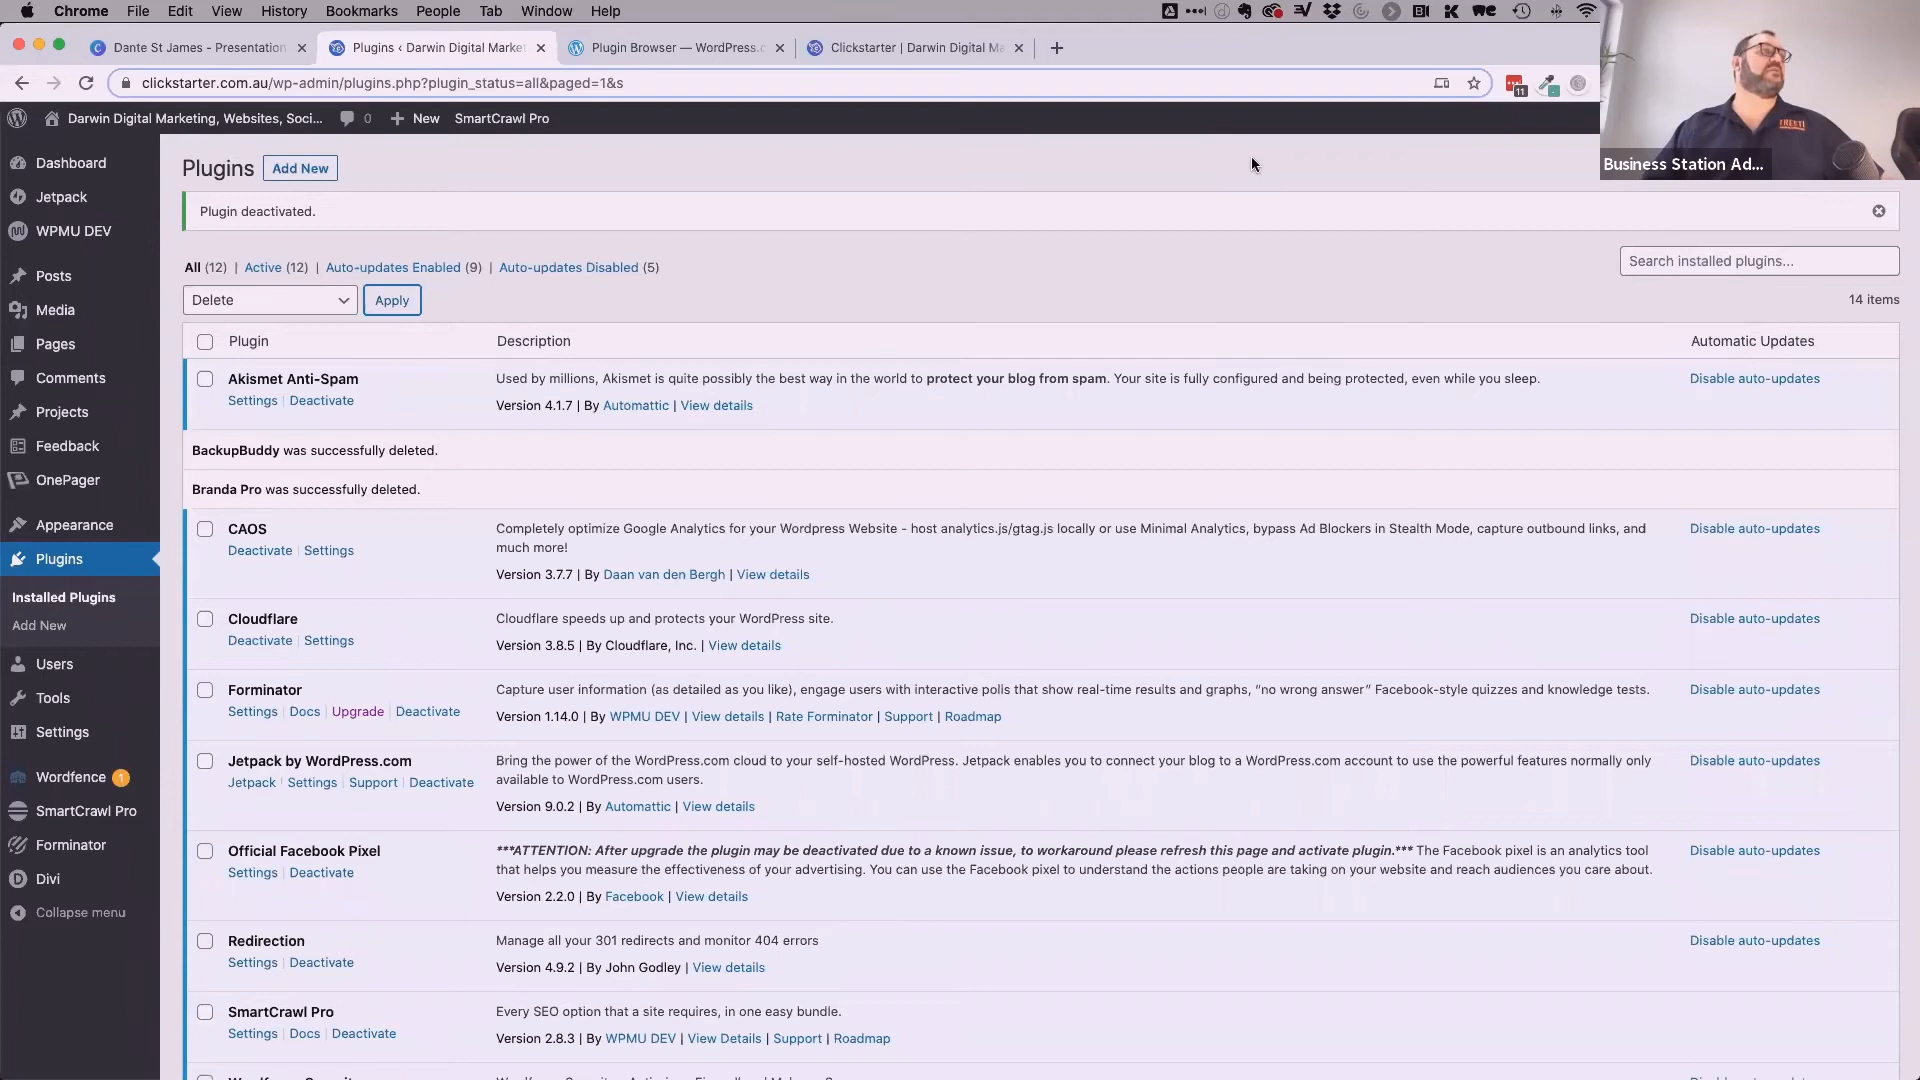 Chrome File Edit View History Bookmarks People Tab Window Help
Dante St James - Presentation
Plugins ‹ Darwin Digital Marke
Plugin Browser — WordPress.c
Clickstarter | Darwin Digital Ma
clickstarter.com.au/wp-admin/plugins.php?plugin_status=all&paged=1&s
11
Darwin Digital Marketing, Websites, Soci... 0 New SmartCrawl Pro
Business Station Ad...
Dashboard
Jetpack
WPMU DEV
Posts
Media
Pages
Comments
Projects
Feedback
OnePager
Appearance
Plugins
Installed Plugins
Add New
Users
Tools
Settings
Wordfence 1
SmartCrawl Pro
Forminator
Divi
Collapse menu
Plugins Add New
Plugin deactivated.
All (12) | Active (12) | Auto-updates Enabled (9) | Auto-updates Disabled (5)
Search installed plugins...
Delete Apply
14 items
Plugin Description Automatic Updates
Akismet Anti-Spam
Settings | Deactivate
Used by millions, Akismet is quite possibly the best way in the world to protect your blog from spam. Your site is fully configured and being protected, even while you sleep.
Version 4.1.7 | By Automattic | View details
Disable auto-updates
BackupBuddy was successfully deleted.
Branda Pro was successfully deleted.
CAOS
Deactivate | Settings
Completely optimize Google Analytics for your Wordpress Website - host analytics.js/gtag.js locally or use Minimal Analytics, bypass Ad Blockers in Stealth Mode, capture outbound links, and
much more!
Version 3.7.7 | By Daan van den Bergh | View details
Disable auto-updates
Cloudflare
Deactivate | Settings
Cloudflare speeds up and protects your WordPress site.
Version 3.8.5 | By Cloudflare, Inc. | View details
Disable auto-updates
Forminator
Settings | Docs | Upgrade | Deactivate
Capture user information (as detailed as you like), engage users with interactive polls that show real-time results and graphs, “no wrong answer” Facebook-style quizzes and knowledge tests.
Version 1.14.0 | By WPMU DEV | View details | Rate Forminator | Support | Roadmap
Disable auto-updates
Jetpack by WordPress.com
Jetpack | Settings | Support | Deactivate
Bring the power of the WordPress.com cloud to your self-hosted WordPress. Jetpack enables you to connect your blog to a WordPress.com account to use the powerful features normally only
available to WordPress.com users.
Version 9.0.2 | By Automattic | View details
Disable auto-updates
Official Facebook Pixel
Settings | Deactivate
***ATTENTION: After upgrade the plugin may be deactivated due to a known issue, to workaround please refresh this page and activate plugin.*** The Facebook pixel is an analytics tool
that helps you measure the effectiveness of your advertising. You can use the Facebook pixel to understand the actions people are taking on your website and reach audiences you care about.
Version 2.2.0 | By Facebook | View details
Disable auto-updates
Redirection
Settings | Deactivate
Manage all your 301 redirects and monitor 404 errors
Version 4.9.2 | By John Godley | View details
Disable auto-updates
SmartCrawl Pro
Settings | Docs | Deactivate
Every SEO option that a site requires, in one easy bundle.
Version 2.8.3 | By WPMU DEV | View Details | Support | Roadmap